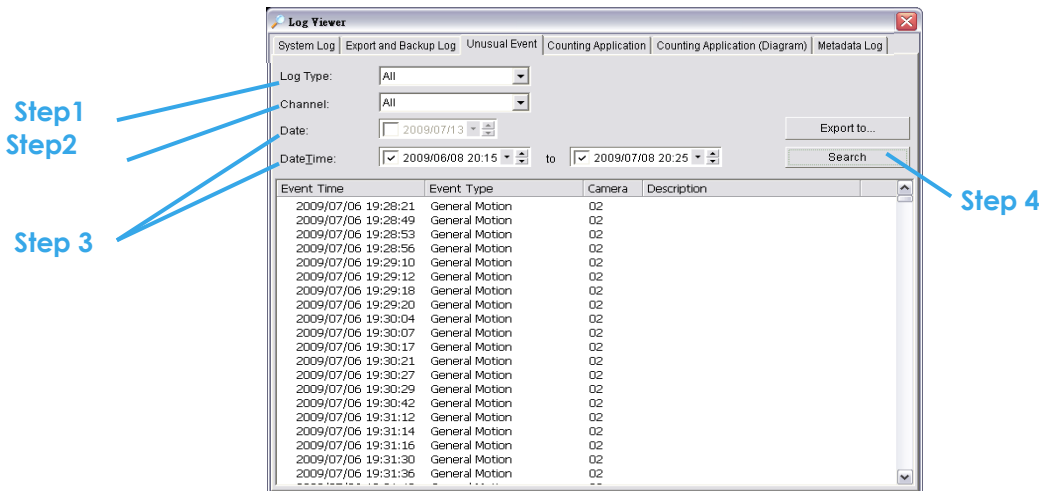 Log Viewer
System Log Export and Backup Log Unusual Event Counting Application Counting Application (Diagram) Metadata Log
Log Type: All
Step1
Channel: All
Step2
Date: 2009/07/13
Export to...
DateTime: 2009/06/08 20:15 to 2009/07/08 20:25
Search
Step 4
Step 3
Event Time Event Type Camera Description
2009/07/06 19:28:21 General Motion 02
2009/07/06 19:28:49 General Motion 02
2009/07/06 19:28:53 General Motion 02
2009/07/06 19:28:56 General Motion 02
2009/07/06 19:29:10 General Motion 02
2009/07/06 19:29:12 General Motion 02
2009/07/06 19:29:18 General Motion 02
2009/07/06 19:29:20 General Motion 02
2009/07/06 19:30:04 General Motion 02
2009/07/06 19:30:07 General Motion 02
2009/07/06 19:30:17 General Motion 02
2009/07/06 19:30:21 General Motion 02
2009/07/06 19:30:27 General Motion 02
2009/07/06 19:30:29 General Motion 02
2009/07/06 19:30:42 General Motion 02
2009/07/06 19:31:12 General Motion 02
2009/07/06 19:31:14 General Motion 02
2009/07/06 19:31:16 General Motion 02
2009/07/06 19:31:30 General Motion 02
2009/07/06 19:31:36 General Motion 02